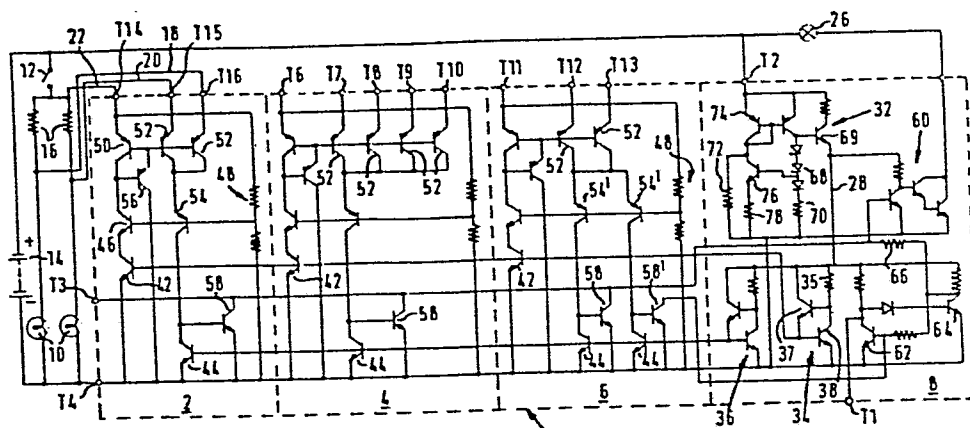 26
22 T14 18 T15
12 20 T16 T6 T7 T8 T9 T10 T11 T12 T13 T2
16 50 52 52 74 32 60
52 69
48 52 52 52 48 72 68 28
56 54 54' 54' 76 78 70
46
14 42 42 42 35 66
T3 58 58 58 58'
10 64
44 44 44 44 37 62
T4 36 34 38 T1
2 4 6 8